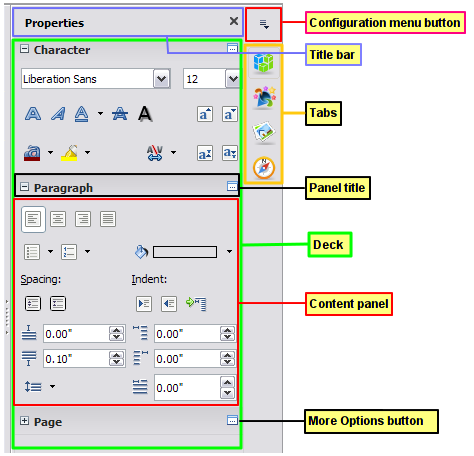 Properties
Configuration menu button
Title bar
Character
Liberation Sans
12
Tabs
Paragraph
Panel title
Deck
Spacing:
Indent:
Content panel
0.00"
0.00"
0.10"
0.00"
0.00"
Page
More Options button